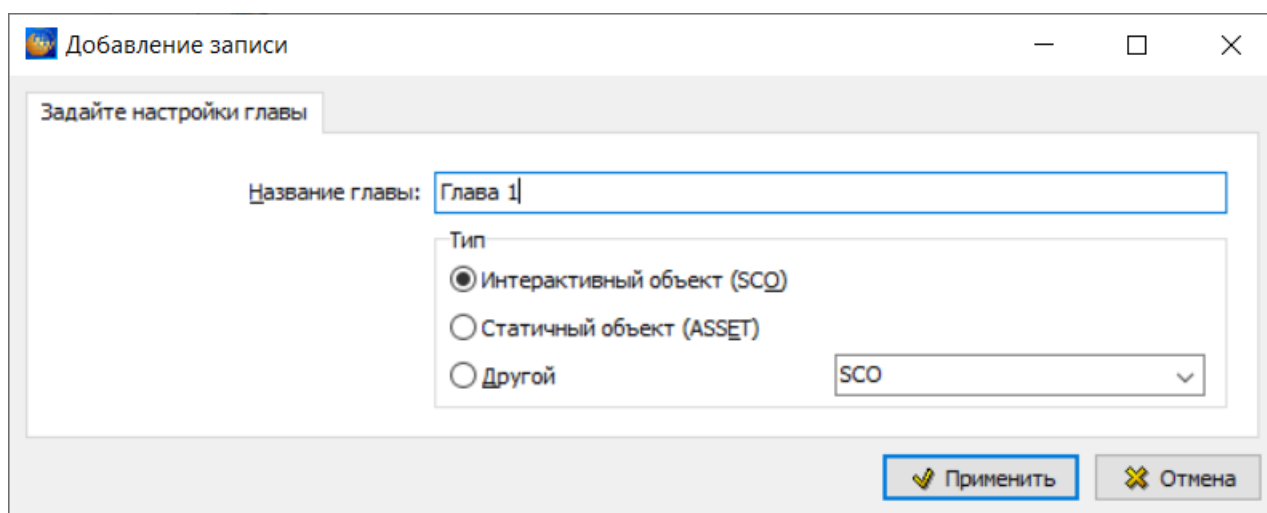 Добавление записи
Задайте настройки главы
Название главы: Глава 1
Тип
Интерактивный объект (SCO)
Статичный объект (ASSET)
Другой SCO
Применить Отмена